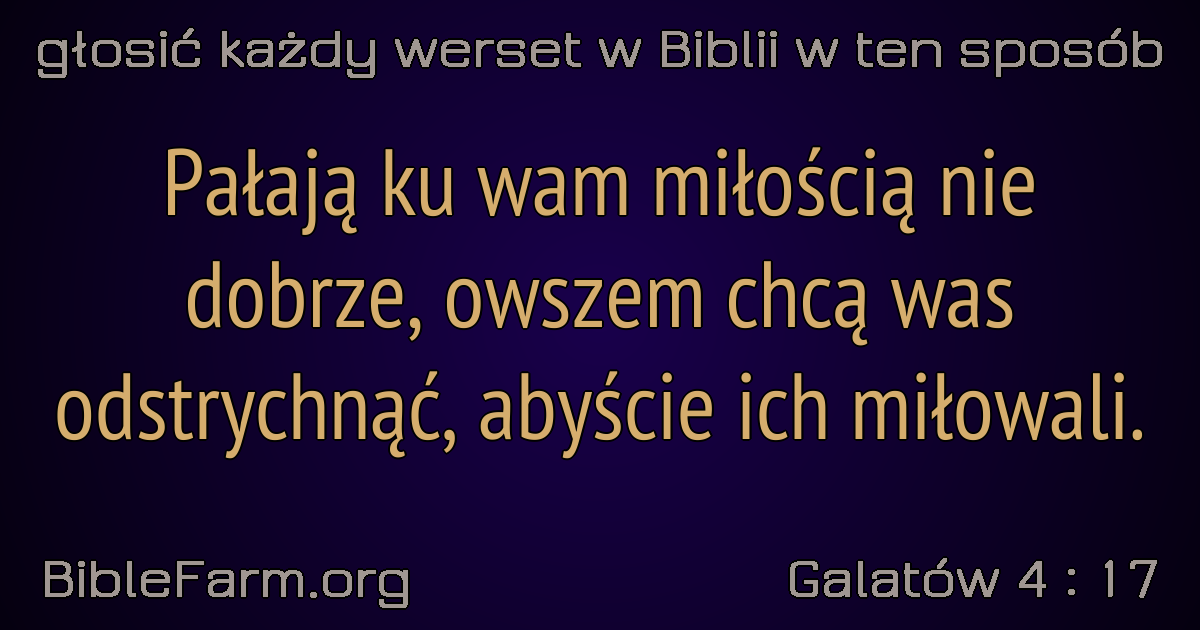 głosić każdy werset w Biblii w ten sposób
Pałają ku wam miłością nie
dobrze, owszem chcą was
odstrychnąć, abyście ich miłowali.
BibleFarm.org
Galatów 4 : 17